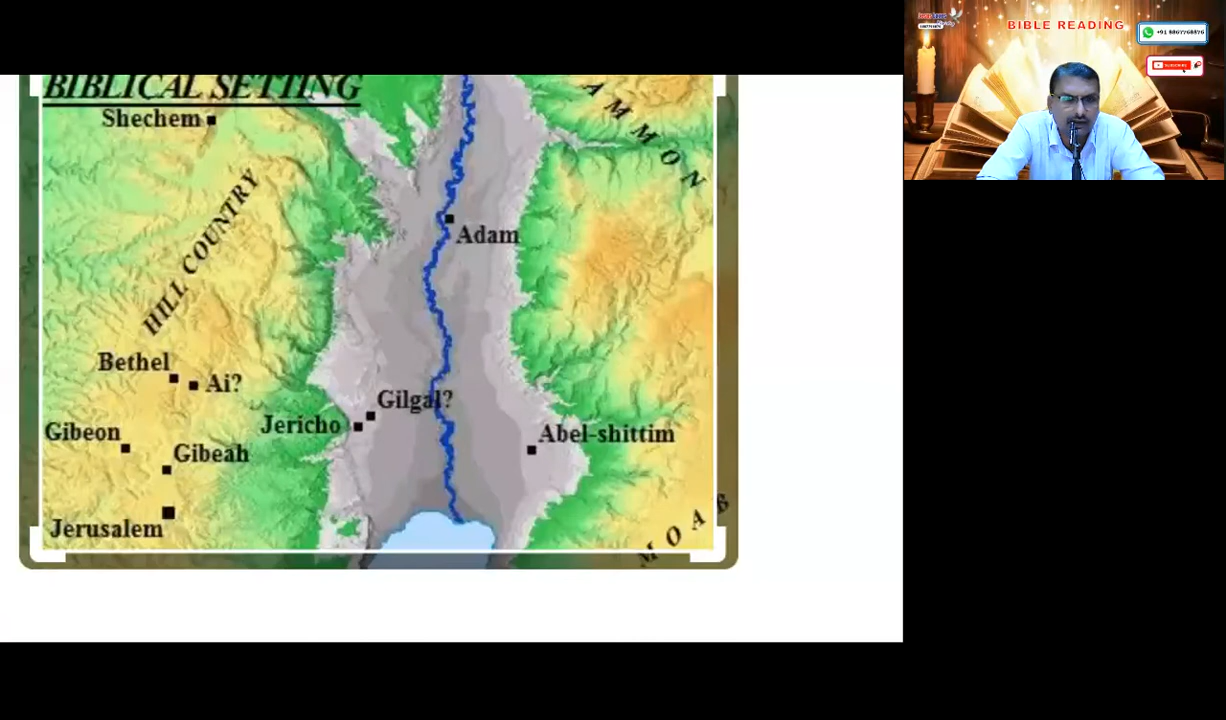 BIBLICAL SETTING
Shechem
AMMON
HILL COUNTRY
Adam
Bethel
Ai?
Gilgal?
Jericho
Gibeon
Gibeah
Abel-shittim
Jerusalem
MOAB
BIBLE READING
SUBSCRIBE